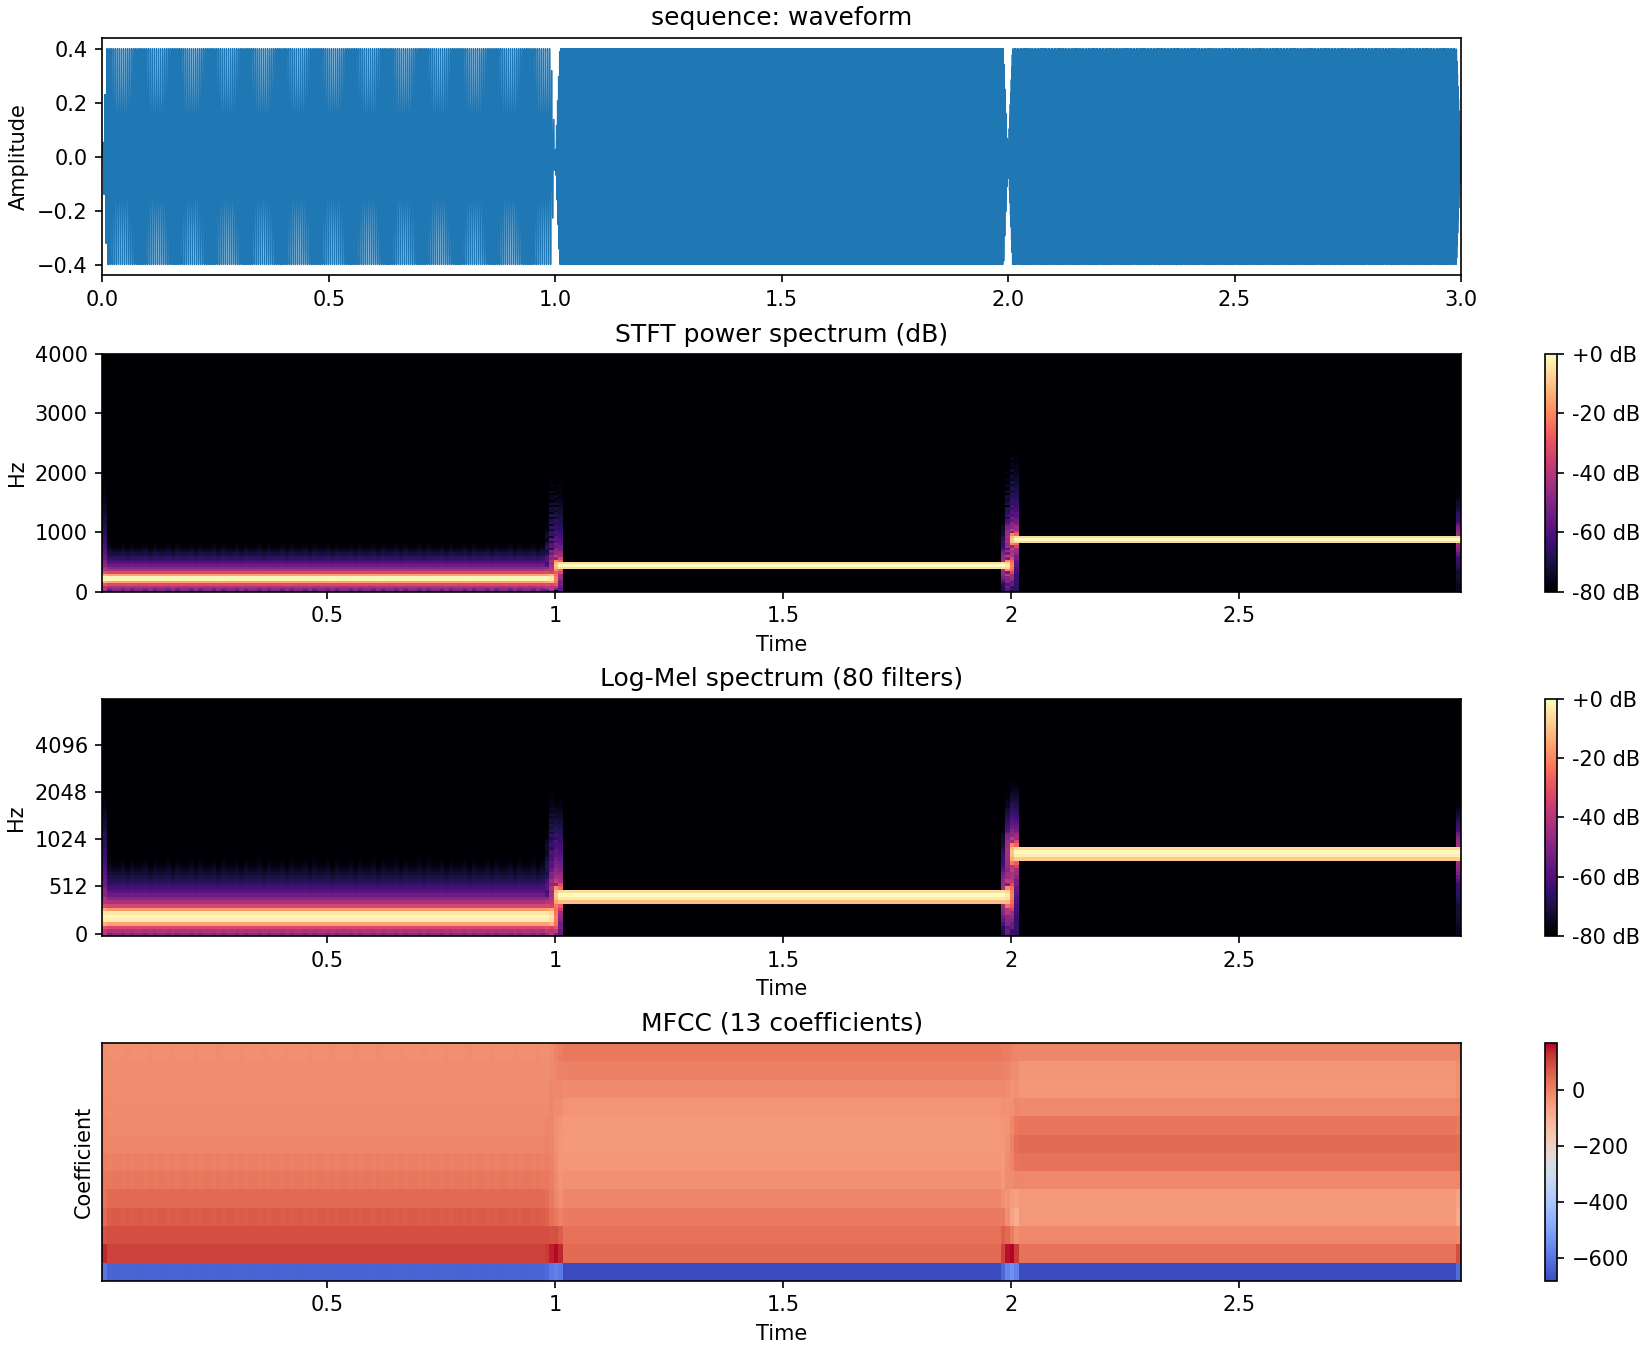 sequence: waveform
Amplitude
0.4
0.2
0.0
−0.2
−0.4
0.0 0.5 1.0 1.5 2.0 2.5 3.0
STFT power spectrum (dB)
Hz
4000
3000
2000
1000
0
0.5 1 1.5 2 2.5
Time
+0 dB
-20 dB
-40 dB
-60 dB
-80 dB
Log-Mel spectrum (80 filters)
Hz
4096
2048
1024
512
0
0.5 1 1.5 2 2.5
Time
+0 dB
-20 dB
-40 dB
-60 dB
-80 dB
MFCC (13 coefficients)
Coefficient
0.5 1 1.5 2 2.5
Time
0
−200
−400
−600